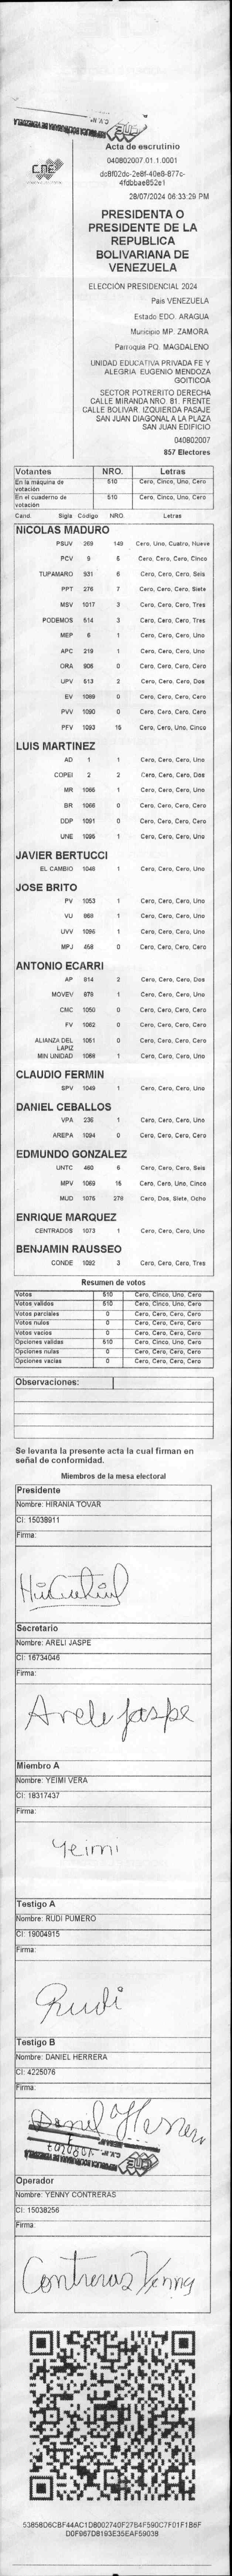 CNE
Acta de escrutinio
040802007.01.1.0001
28/07/2024 06:33:29 PM
PRESIDENTA O
PRESIDENTE DE LA
REPUBLICA
BOLIVARIANA DE
VENEZUELA
ELECCIÓN PRESIDENCIAL 2024
Pais VENEZUELA
Estado EDO. ARAGUA
Municipio MP. ZAMORA
Parroquia PQ. MAGDALENO
UNIDAD EDUCATIVA PRIVADA FE Y
ALEGRIA EUGENIO MENDOZA
GOITICOA
SECTOR POTRERITO DERECHA
CALLE MIRANDA NRO. 81. FRENTE
CALLE BOLIVAR. IZQUIERDA PASAJE
SAN JUAN DIAGONAL A LA PLAZA
SAN JUAN EDIFICIO
040802007
857 Electores
Votantes NRO. Letras
En la máquina de votación 510 Cero, Cinco, Uno, Cero
En el cuaderno de votación 510 Cero, Cinco, Uno, Cero
Cand. Sigla Código NRO. Letras
NICOLAS MADURO
PSUV 269 149 Cero, Uno, Cuatro, Nueve
PCV 9 5 Cero, Cero, Cero, Cinco
TUPAMARO 531 6 Cero, Cero, Cero, Seis
PPT 276 7 Cero, Cero, Cero, Siete
MSV 1017 3 Cero, Cero, Cero, Tres
PODEMOS 514 3 Cero, Cero, Cero, Tres
MEP 6 1 Cero, Cero, Cero, Uno
APC 219 1 Cero, Cero, Cero, Uno
ORA 906 0 Cero, Cero, Cero, Cero
UPV 513 2 Cero, Cero, Cero, Dos
EV 1089 0 Cero, Cero, Cero, Cero
PVV 1090 0 Cero, Cero, Cero, Cero
PFV 1093 15 Cero, Cero, Uno, Cinco
LUIS MARTINEZ
AD 1 1 Cero, Cero, Cero, Uno
COPEI 2 2 Cero, Cero, Cero, Dos
MR 1 Cero, Cero, Cero, Uno
BR 1066 0 Cero, Cero, Cero, Cero
DDP 1091 0 Cero, Cero, Cero, Cero
UNE 1095 1 Cero, Cero, Cero, Uno
JAVIER BERTUCCI
EL CAMBIO 1046 1 Cero, Cero, Cero, Uno
JOSE BRITO
PV 1053 1 Cero, Cero, Cero, Uno
VU 868 1 Cero, Cero, Cero, Uno
UVV 1 Cero, Cero, Cero, Uno
MPJ 458 0 Cero, Cero, Cero, Cero
ANTONIO ECARRI
AP 814 2 Cero, Cero, Cero, Dos
MOVEV 879 1 Cero, Cero, Cero, Uno
CMC 1050 0 Cero, Cero, Cero, Cero
FV 1062 0 Cero, Cero, Cero, Cero
ALIANZA DEL LAPIZ 1051 0 Cero, Cero, Cero, Cero
MIN UNIDAD 1068 1 Cero, Cero, Cero, Uno
CLAUDIO FERMIN
SPV 1049 1 Cero, Cero, Cero, Uno
DANIEL CEBALLOS
VPA 236 1 Cero, Cero, Cero, Uno
AREPA 1094 0 Cero, Cero, Cero, Cero
EDMUNDO GONZALEZ
UNTC 460 6 Cero, Cero, Cero, Seis
MPV 1069 15 Cero, Cero, Uno, Cinco
MUD 1075 278 Cero, Dos, Siete, Ocho
ENRIQUE MARQUEZ
CENTRADOS 1073 1 Cero, Cero, Cero, Uno
BENJAMIN RAUSSEO
CONDE 1092 3 Cero, Cero, Cero, Tres
Resumen de votos
Votos 510 Cero, Cinco, Uno, Cero
Votos validos 510 Cero, Cinco, Uno, Cero
Votos parciales 0 Cero, Cero, Cero, Cero
Votos nulos 0 Cero, Cero, Cero, Cero
Votos vacios 0 Cero, Cero, Cero, Cero
Opciones validas 510 Cero, Cinco, Uno, Cero
Opciones nulas 0 Cero, Cero, Cero, Cero
Opciones vacias 0 Cero, Cero, Cero, Cero
Observaciones:
Se levanta la presente acta la cual firman en
señal de conformidad.
Miembros de la mesa electoral
Presidente
Nombre: HIRANIA TOVAR
CI: 15038911
Firma:
Secretario
Nombre: ARELI JASPE
CI: 16734046
Firma:
Areli Jaspe
Miembro A
Nombre: YEIMI VERA
CI: 18317437
Firma:
Yeimi
Testigo A
Nombre: RUDI PUMERO
CI: 19004915
Firma:
Rudi
Testigo B
Nombre: DANIEL HERRERA
CI: 4225076
Firma:
Daniel Herrera
Operador
Nombre: YENNY CONTRERAS
CI: 15038256
Firma:
Contreras Yenny
53858D6CBF44AC1D8002740F27B4F590C7F01F1B6F
D0F967D8193E35EAF59038